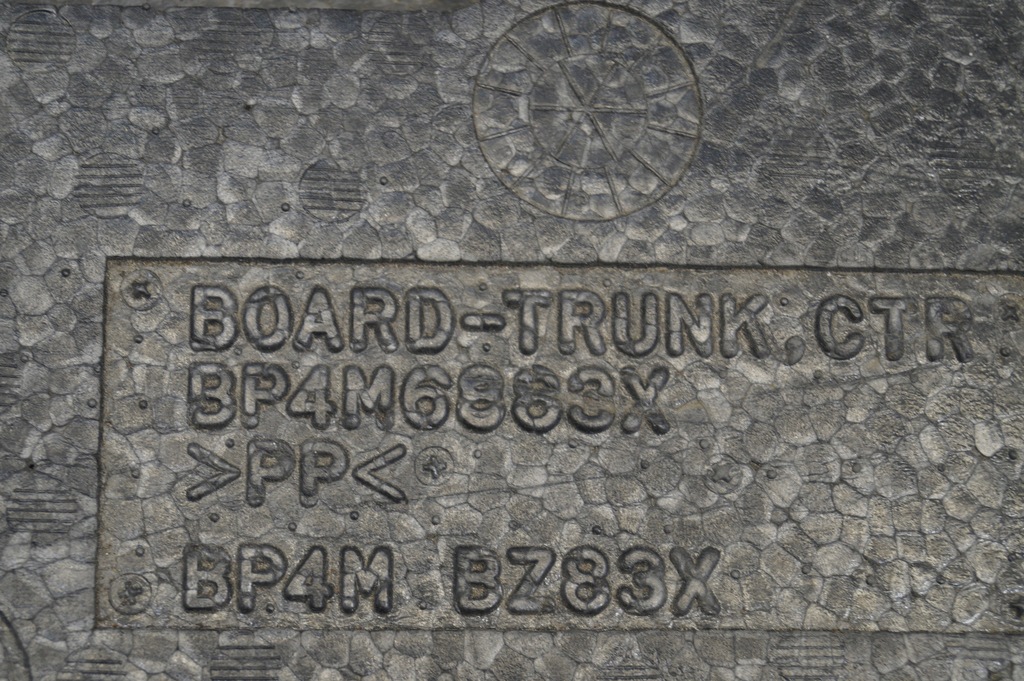 BOARD-TRUNK,CTR
BP4M6883X
>PP<
BP4M BZ83X